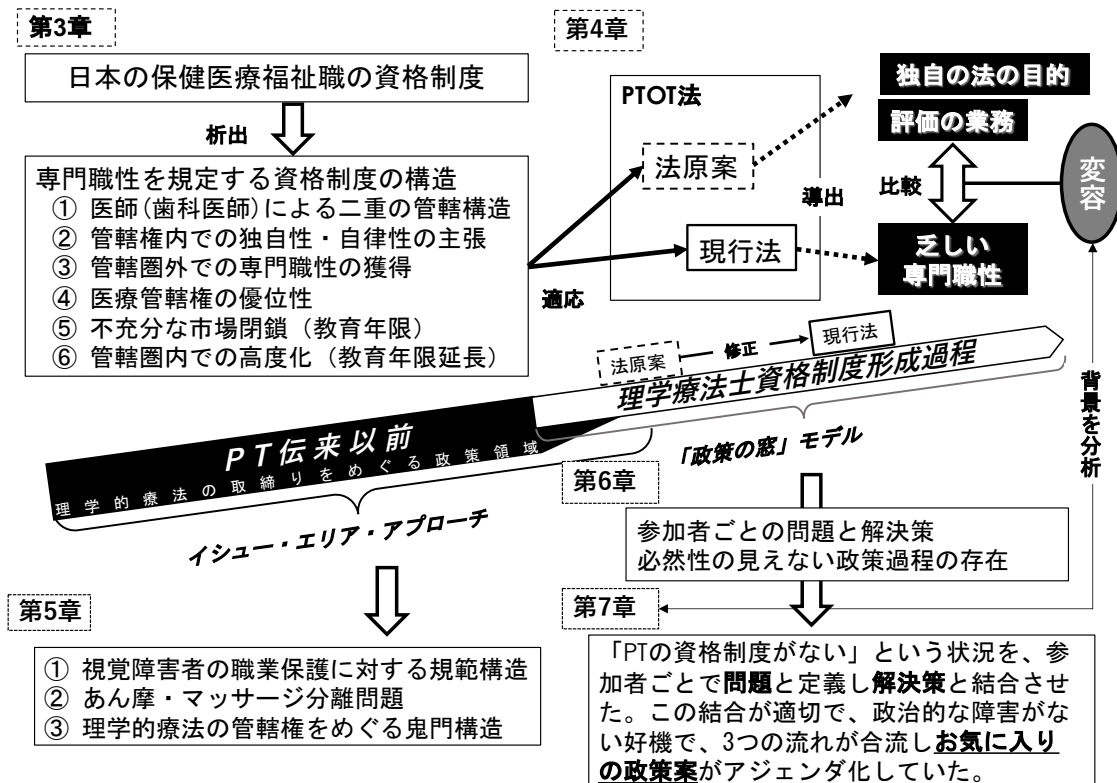 第3章
日本の保健医療福祉職の資格制度
析出
専門職性を規定する資格制度の構造
① 医師(歯科医師)による二重の管轄構造
② 管轄権内での独自性・自律性の主張
③ 管轄圏外での専門職性の獲得
④ 医療管轄権の優位性
⑤ 不充分な市場閉鎖（教育年限）
⑥ 管轄圏内での高度化（教育年限延長）
適応
第4章
PTOT法
法原案
現行法
導出
独自の法の目的
評価の業務
比較
乏しい
専門職性
変容
背景を分析
法原案
修正
現行法
理学療法士資格制度形成過程
PT伝来以前
理学的療法の取締りをめぐる政策領域
イシュー・エリア・アプローチ
「政策の窓」モデル
第5章
① 視覚障害者の職業保護に対する規範構造
② あん摩・マッサージ分離問題
③ 理学的療法の管轄権をめぐる鬼門構造
第6章
参加者ごとの問題と解決策
必然性の見えない政策過程の存在
第7章
「PTの資格制度がない」という状況を、参
加者ごとで問題と定義し解決策と結合させ
た。この結合が適切で、政治的な障害がな
い好機で、3つの流れが合流しお気に入り
の政策案がアジェンダ化していた。